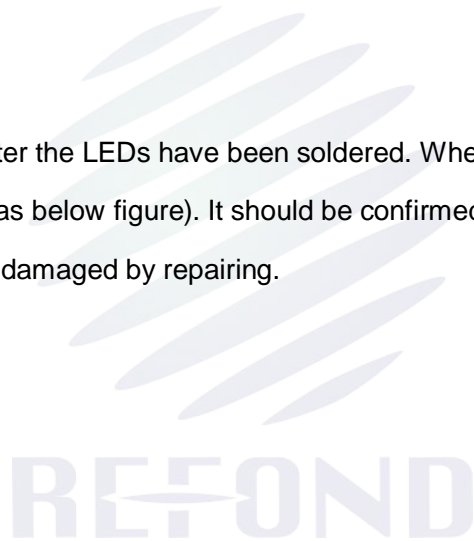 ter the LEDs have been soldered. Whe
as below figure). It should be confirmed
damaged by repairing.
REFOND